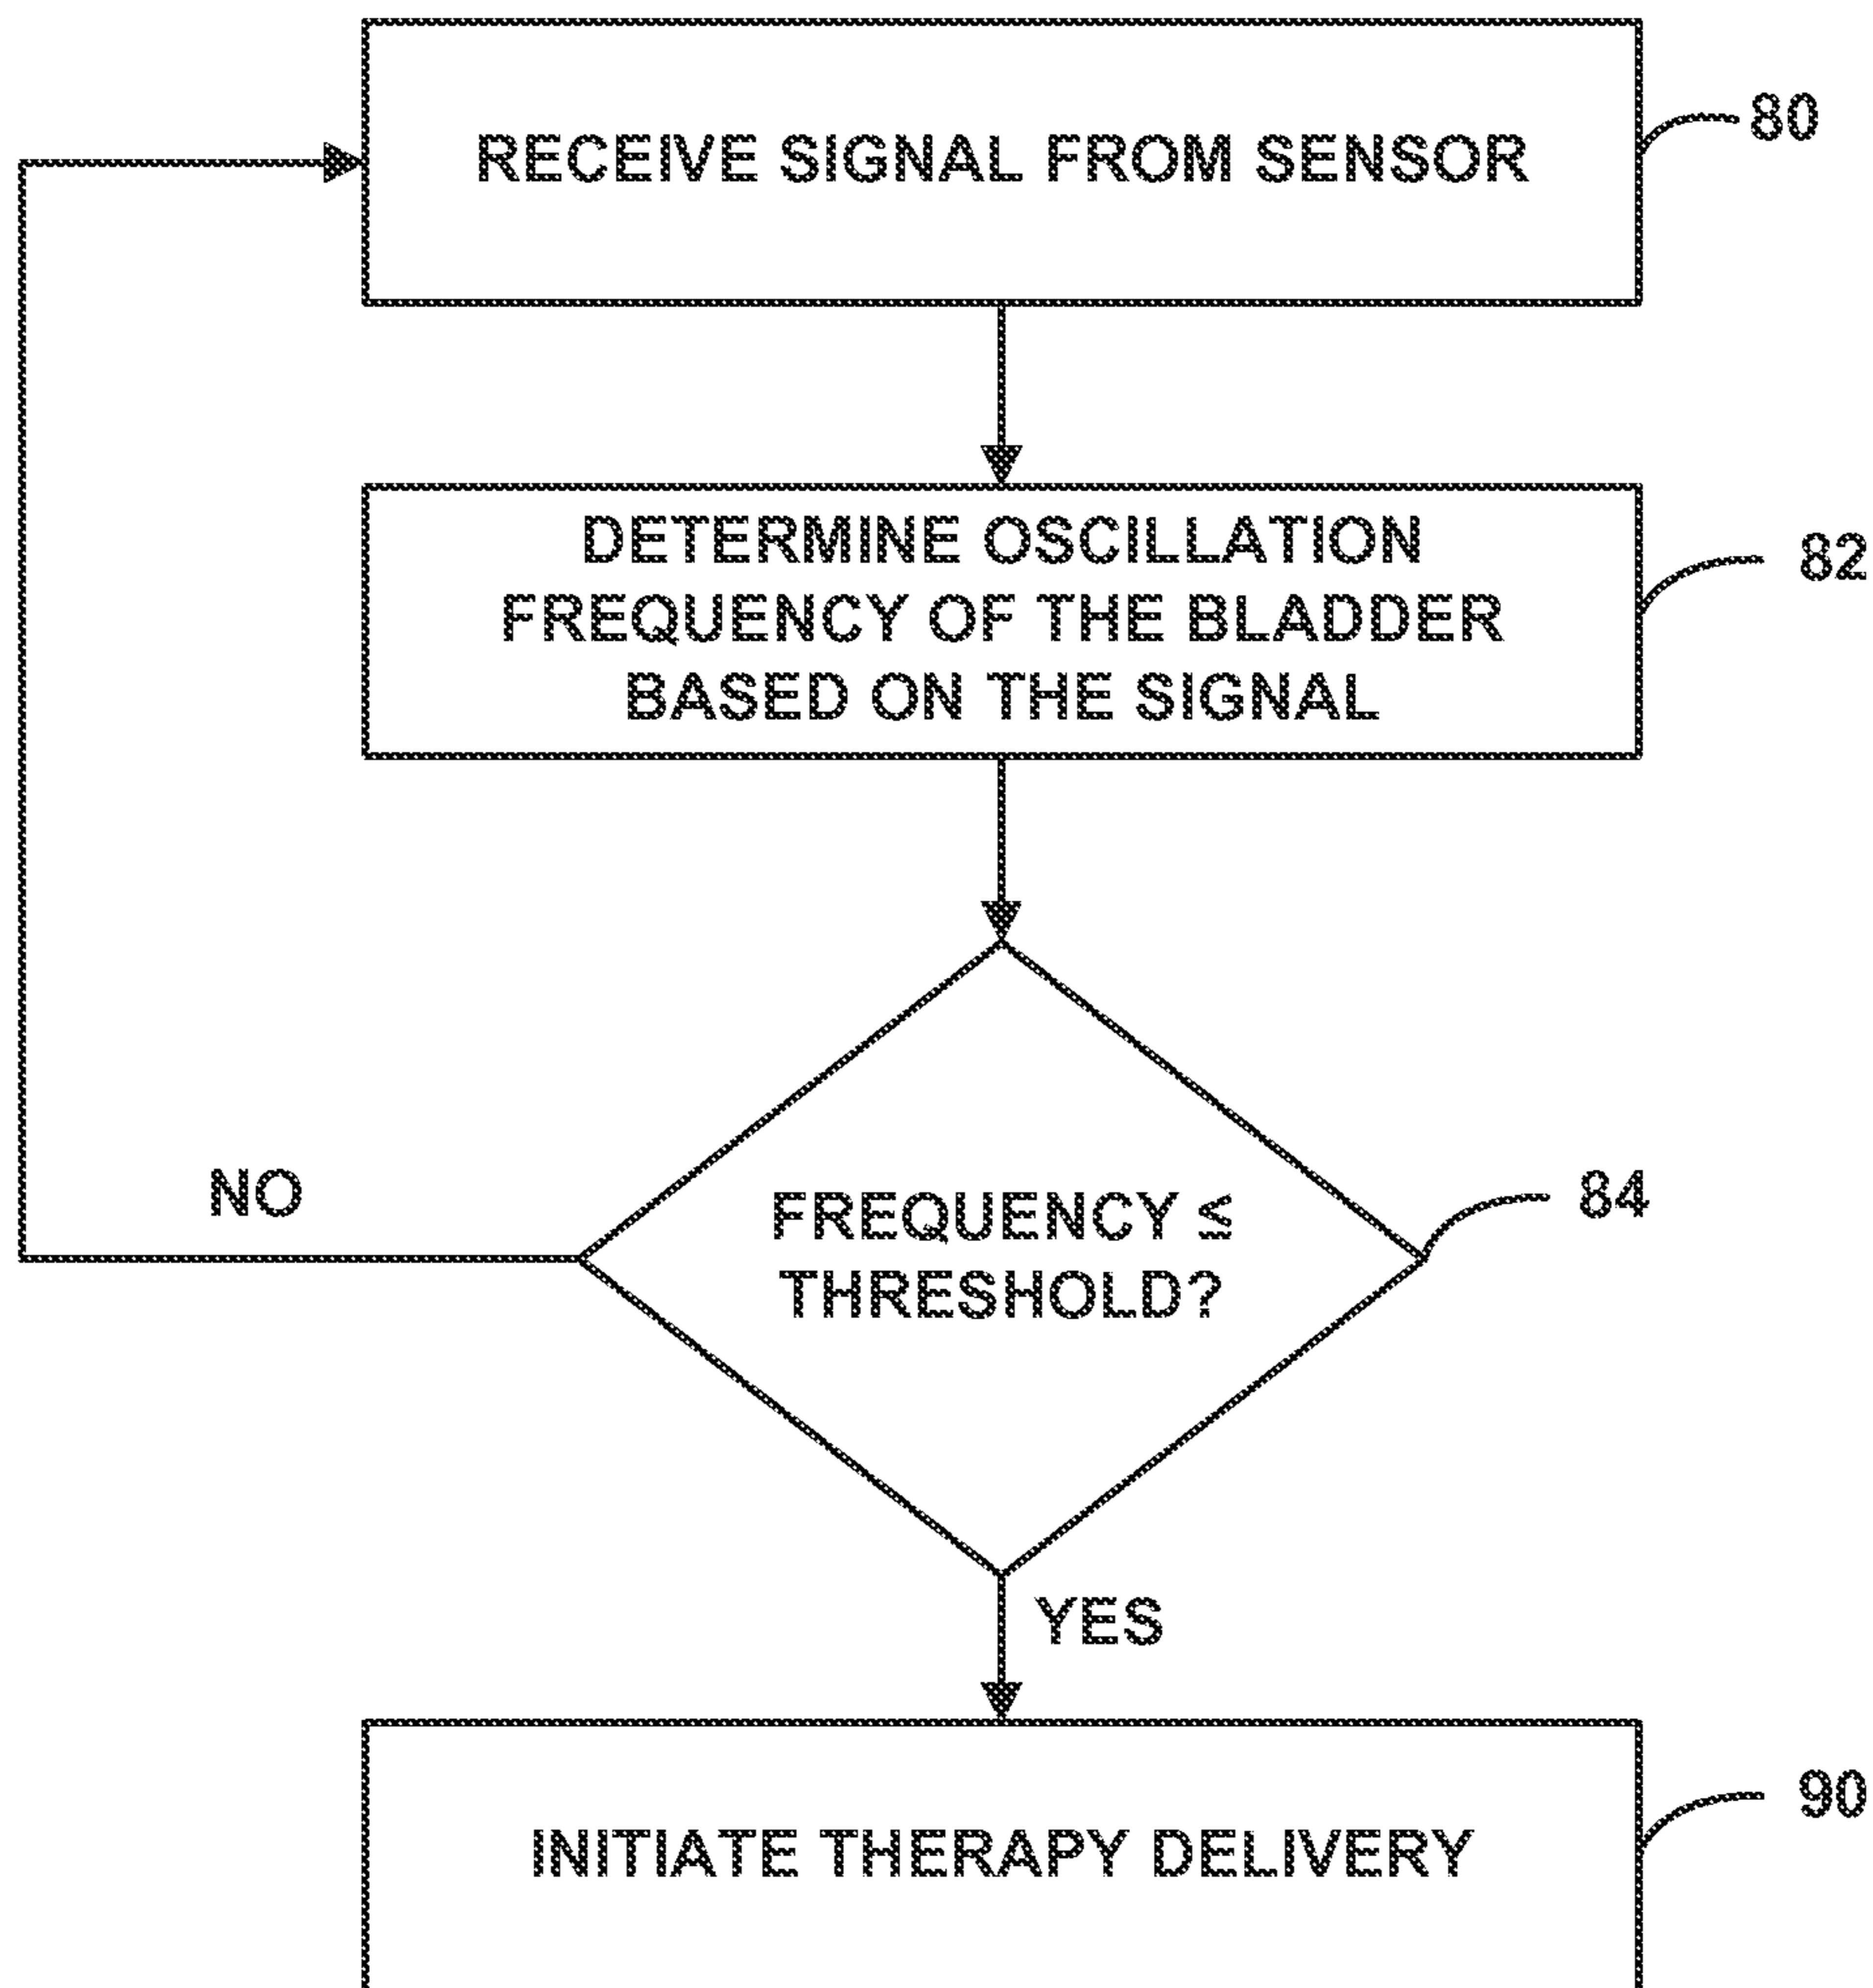 RECEIVE SIGNAL FROM SENSOR
80
DETERMINE OSCILLATION
FREQUENCY OF THE BLADDER
BASED ON THE SIGNAL
82
NO
FREQUENCY ≤
THRESHOLD?
84
YES
INITIATE THERAPY DELIVERY
90